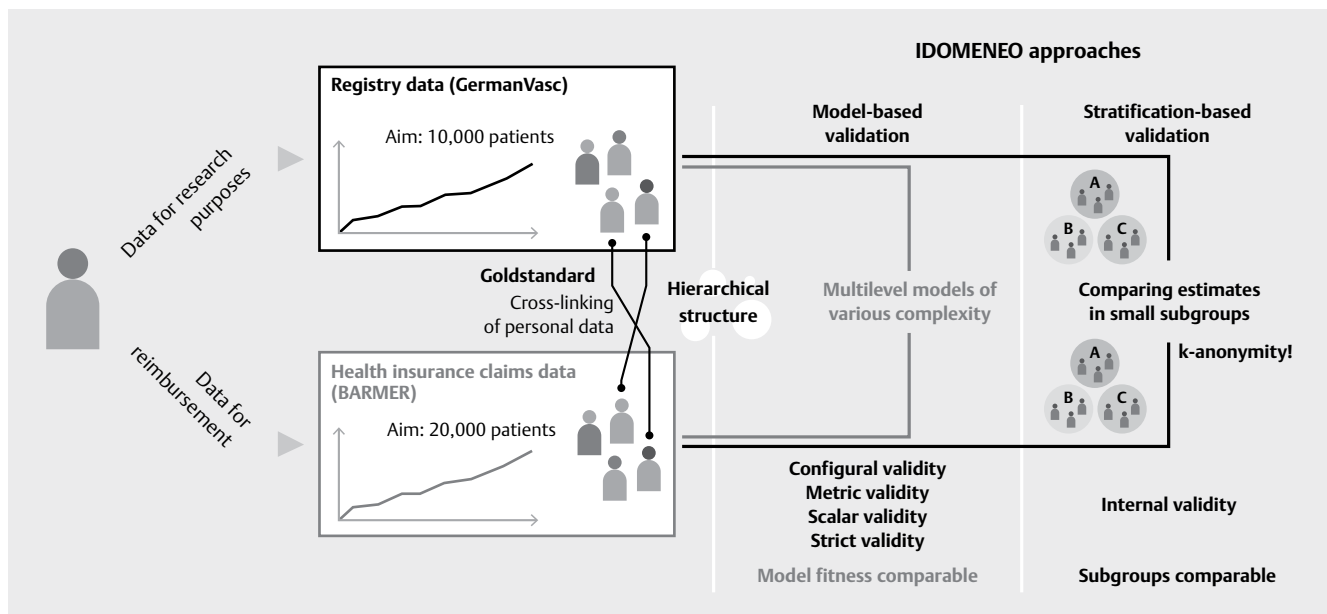 IDOMENEO approaches
Data for research
purposes
Data for
reimbursement
Registry data (GermanVasc)
Aim: 10,000 patients
Goldstandard
Cross-linking
of personal data
Health insurance claims data
(BARMER)
Aim: 20,000 patients
Hierarchical
structure
Model-based
validation
Multilevel models of
various complexity
Configural validity
Metric validity
Scalar validity
Strict validity
Model fitness comparable
Stratification-based
validation
A
B
C
Comparing estimates
in small subgroups
k-anonymity!
A
B
C
Internal validity
Subgroups comparable